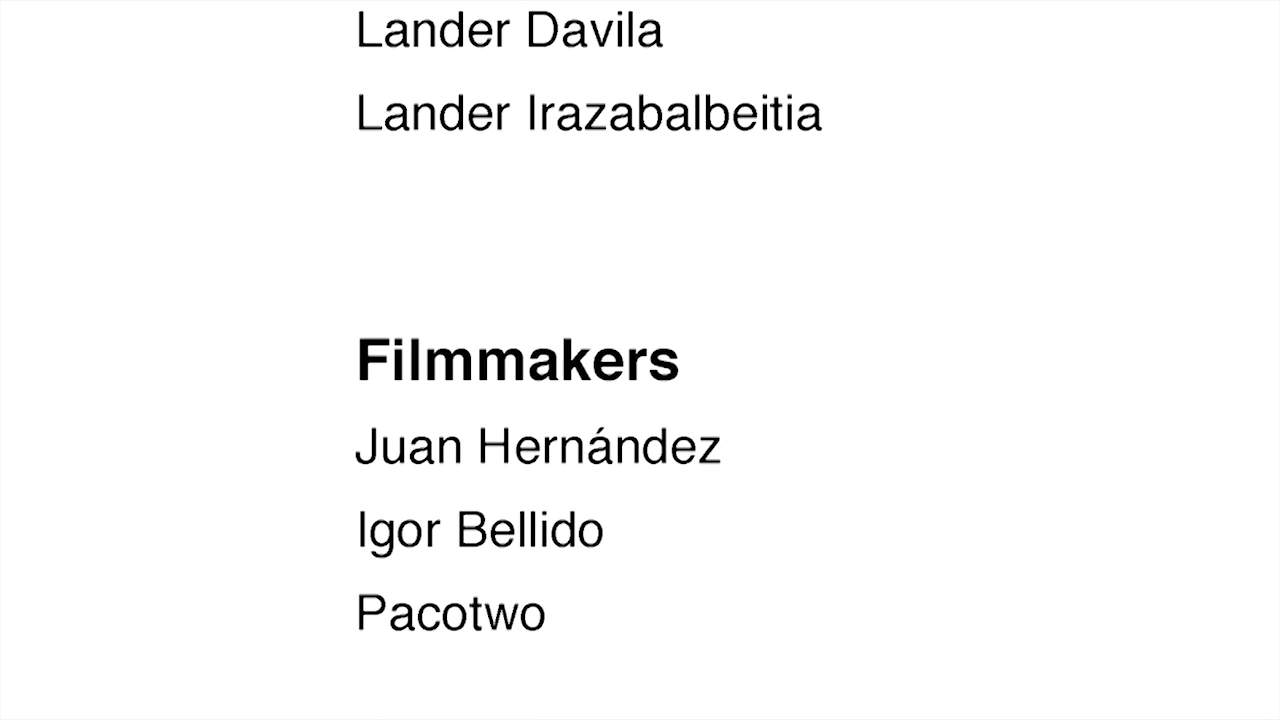 Lander Davila
Lander Irazabalbeitia
Filmmakers
Juan Hernández
Igor Bellido
Pacotwo